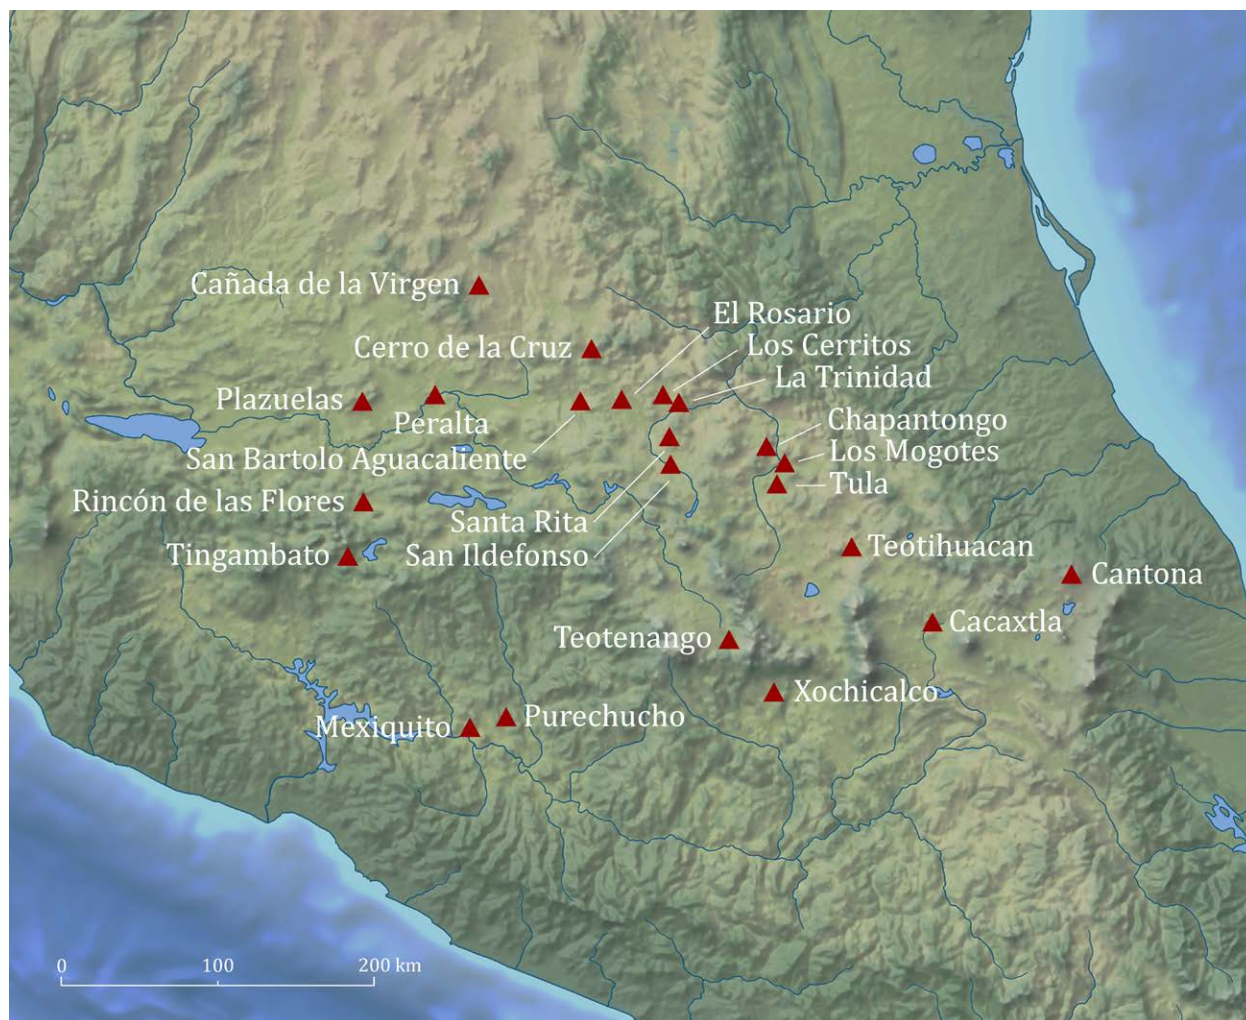 Cañada de la Virgen
El Rosario
Los Cerritos
Cerro de la Cruz
La Trinidad
Plazuelas
Peralta
Chapantongo
San Bartolo Aguacaliente
Los Mogotes
Tula
Rincón de las Flores
Santa Rita
Tingambato
San Ildefonso
Teotihuacan
Cantona
Cacaxtla
Teotenango
Xochicalco
Purechucho
Mexiquito
0 100 200 km